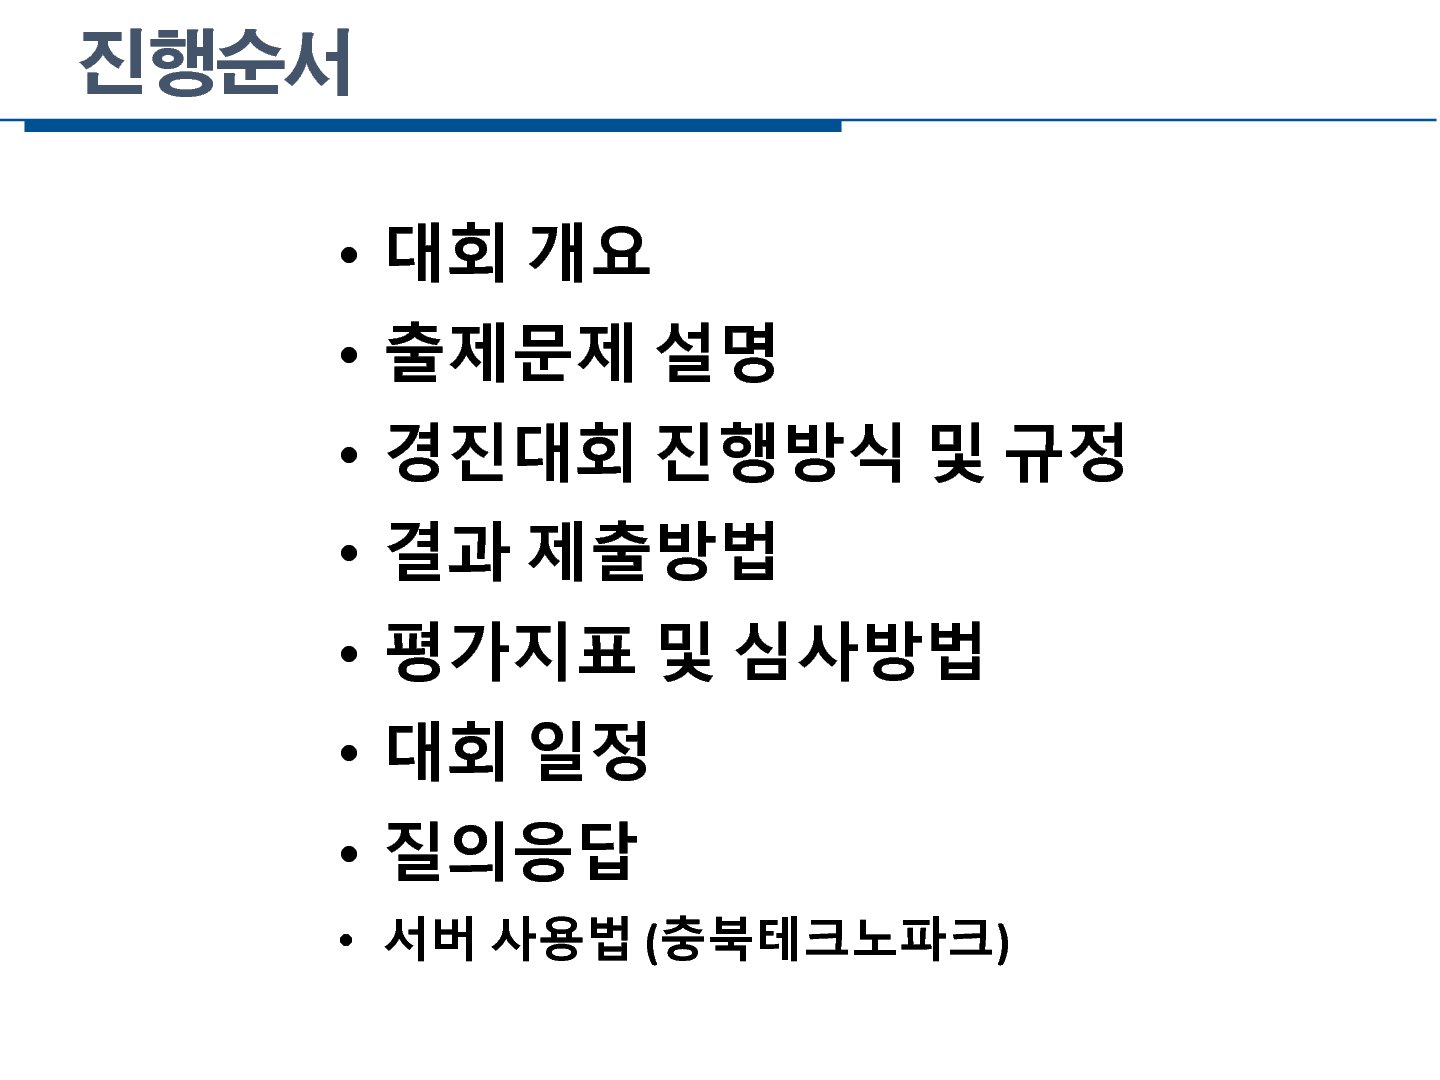 진행순서
• 대회 개요
• 출제문제 설명
• 경진대회 진행방식 및 규정
• 결과 제출방법
• 평가지표 및 심사방법
• 대회 일정
• 질의응답
• 서버 사용법 (충북테크노파크)